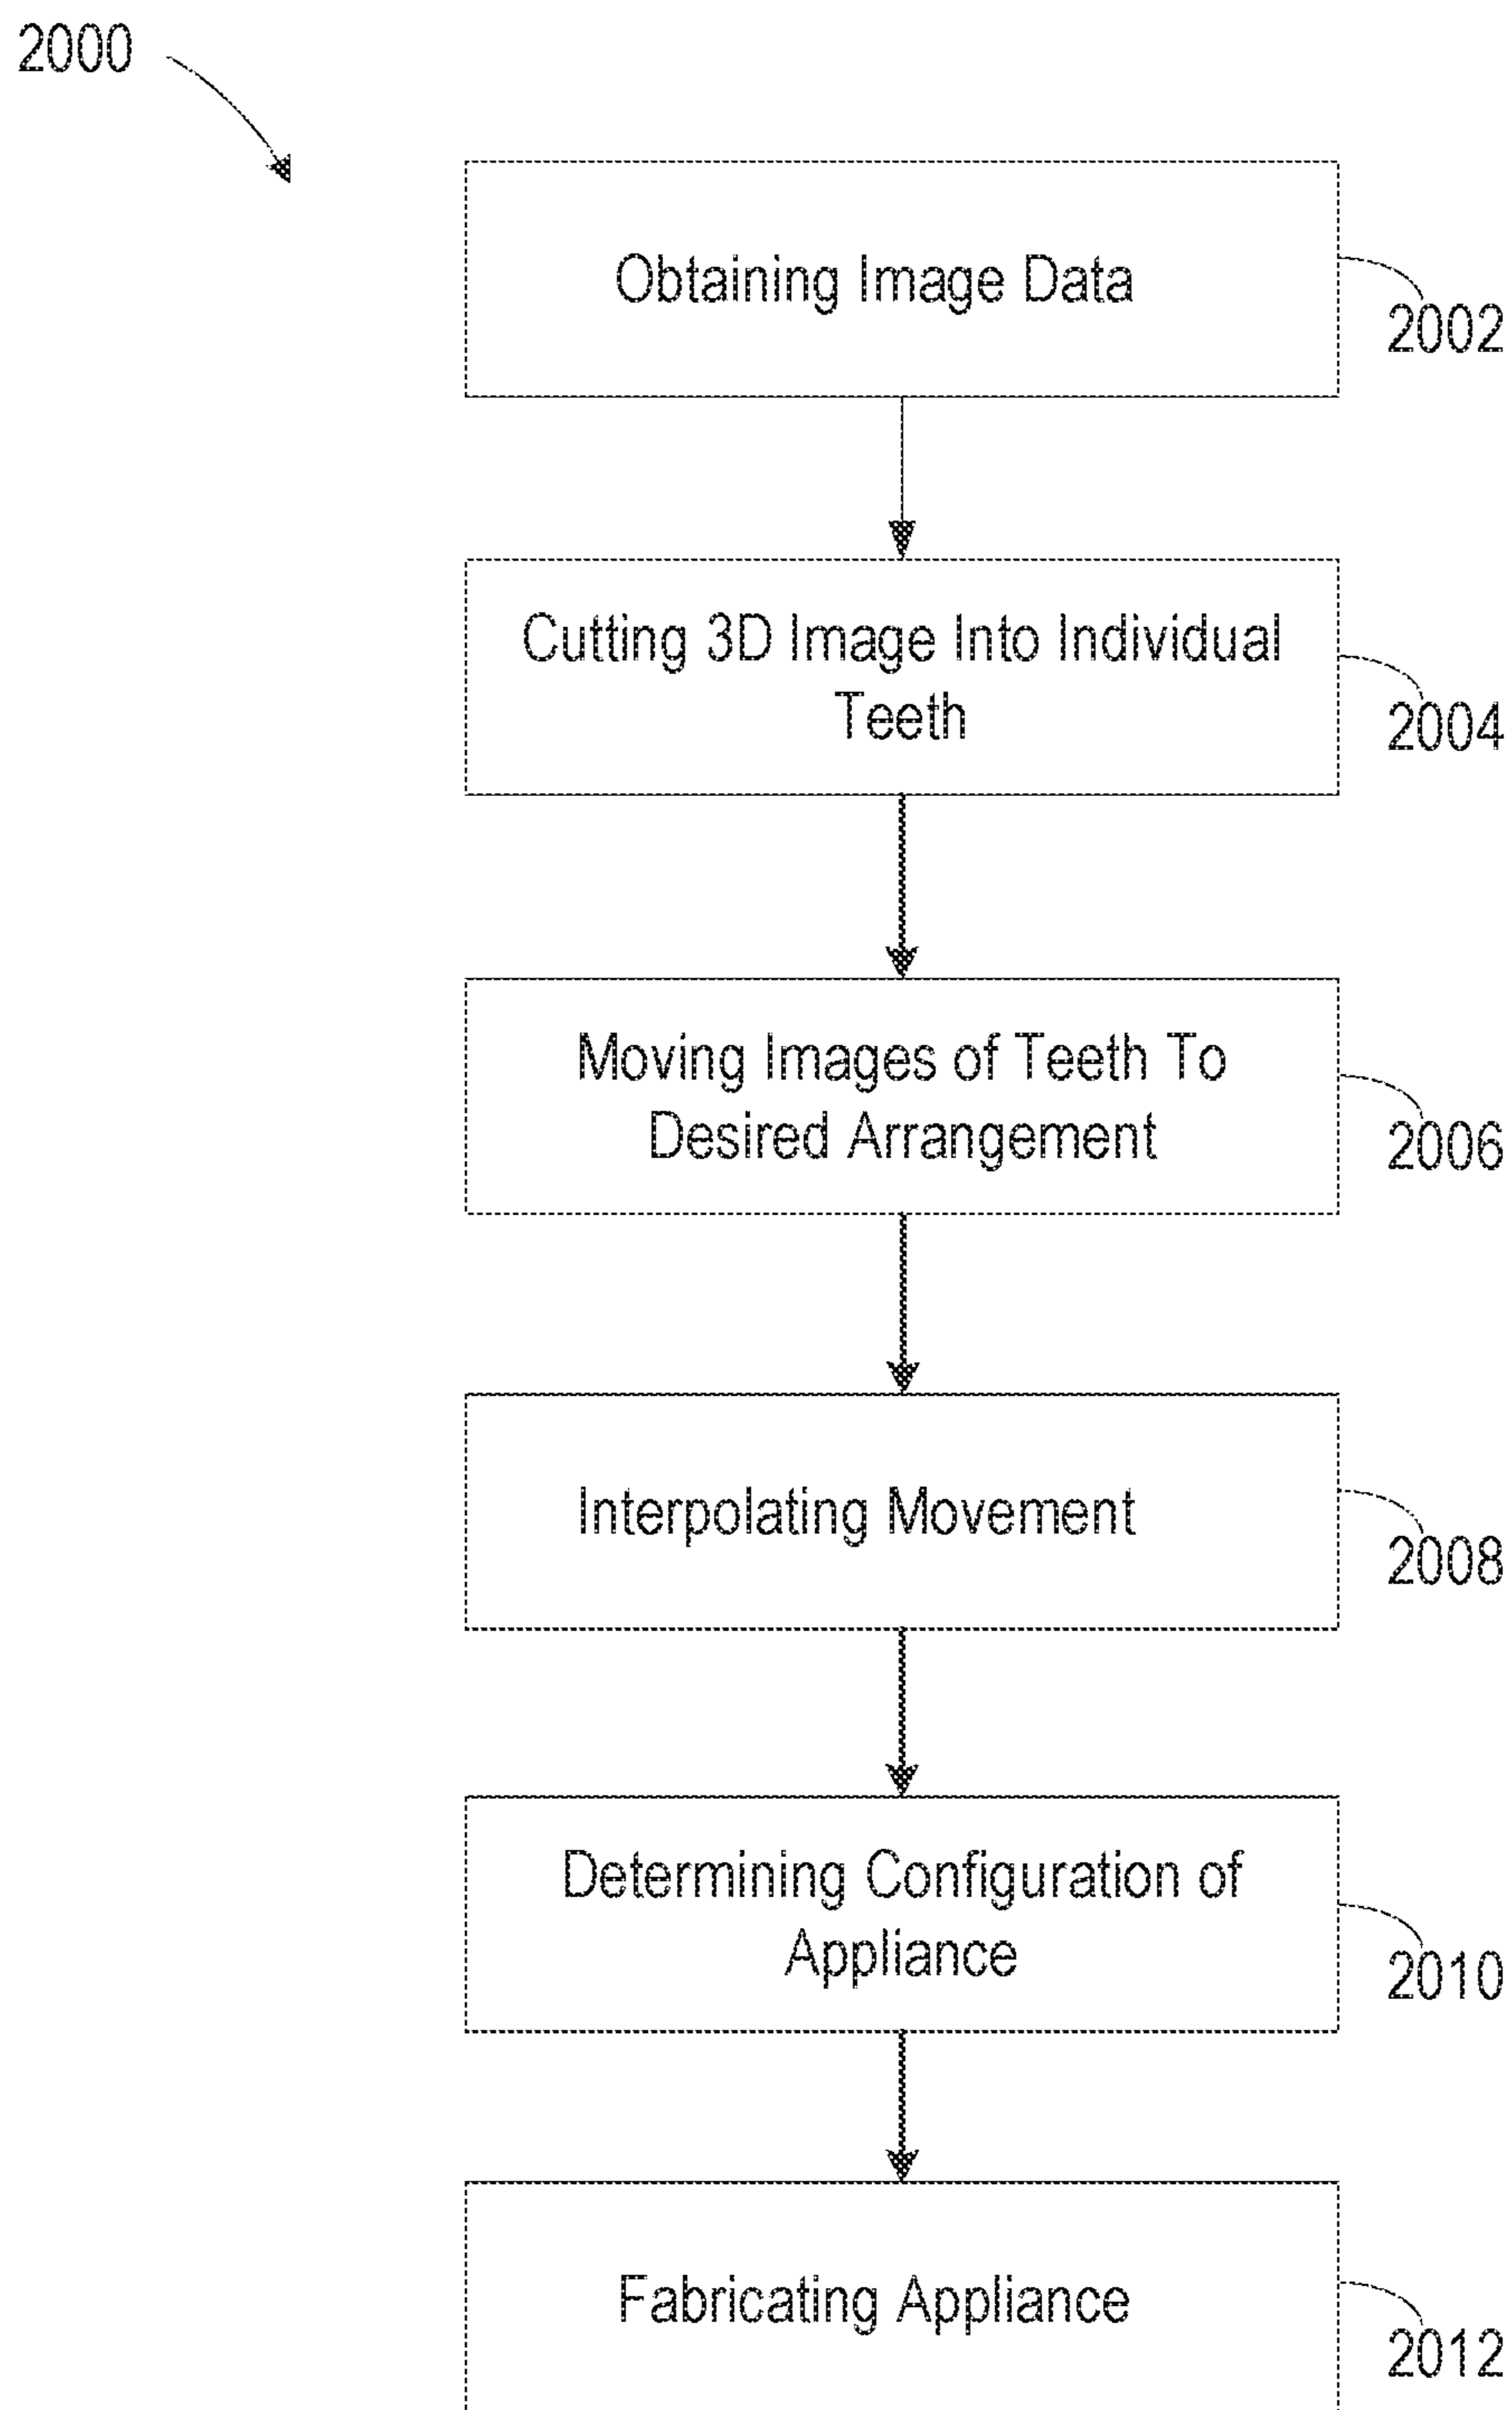 2000
Obtaining Image Data
2002
Cutting 3D Image Into Individual
Teeth
2004
Moving Images of Teeth To
Desired Arrangement
2006
Interpolating Movement
2008
Determining Configuration of
Appliance
2010
Fabricating Appliance
2012